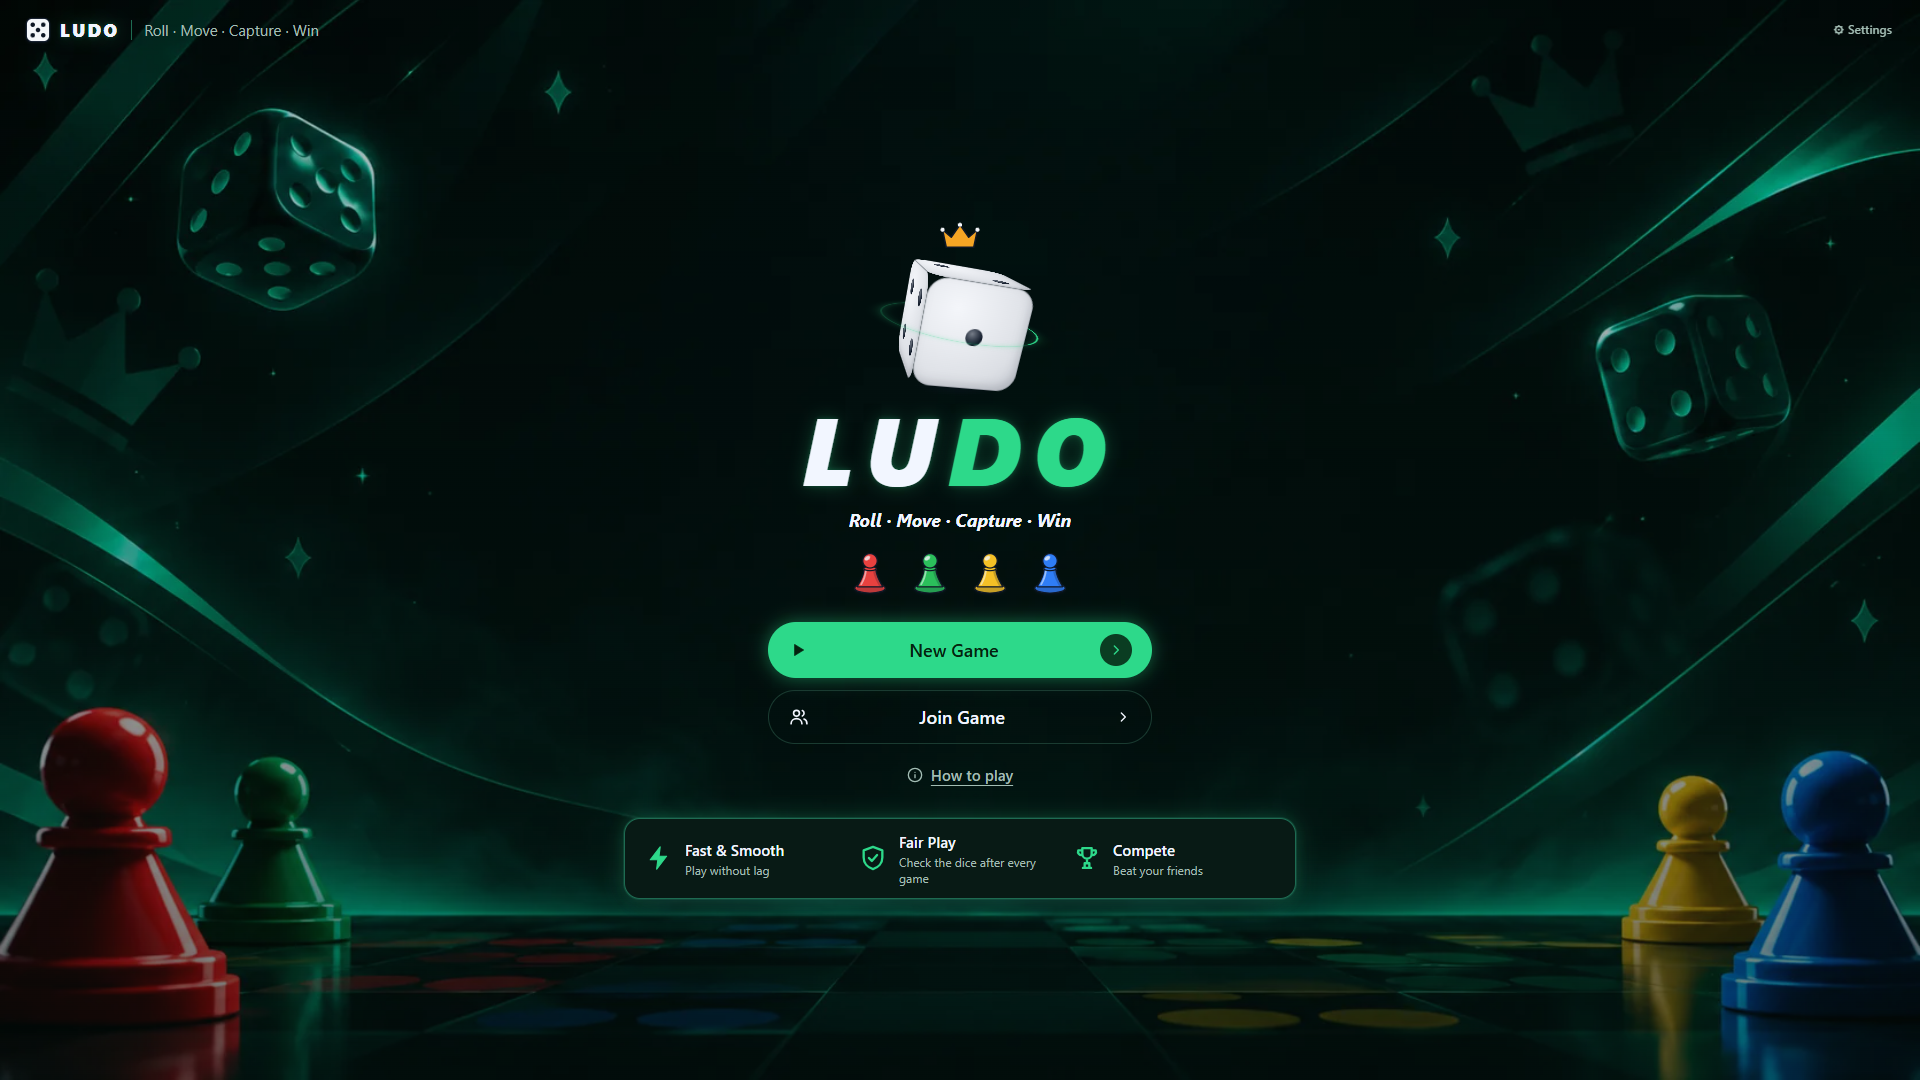 LUDO
Roll · Move · Capture · Win
Settings
LUDO
Roll · Move · Capture · Win
New Game
Join Game
How to play
Fast & Smooth
Play without lag
Fair Play
Check the dice after every
game
Compete
Beat your friends